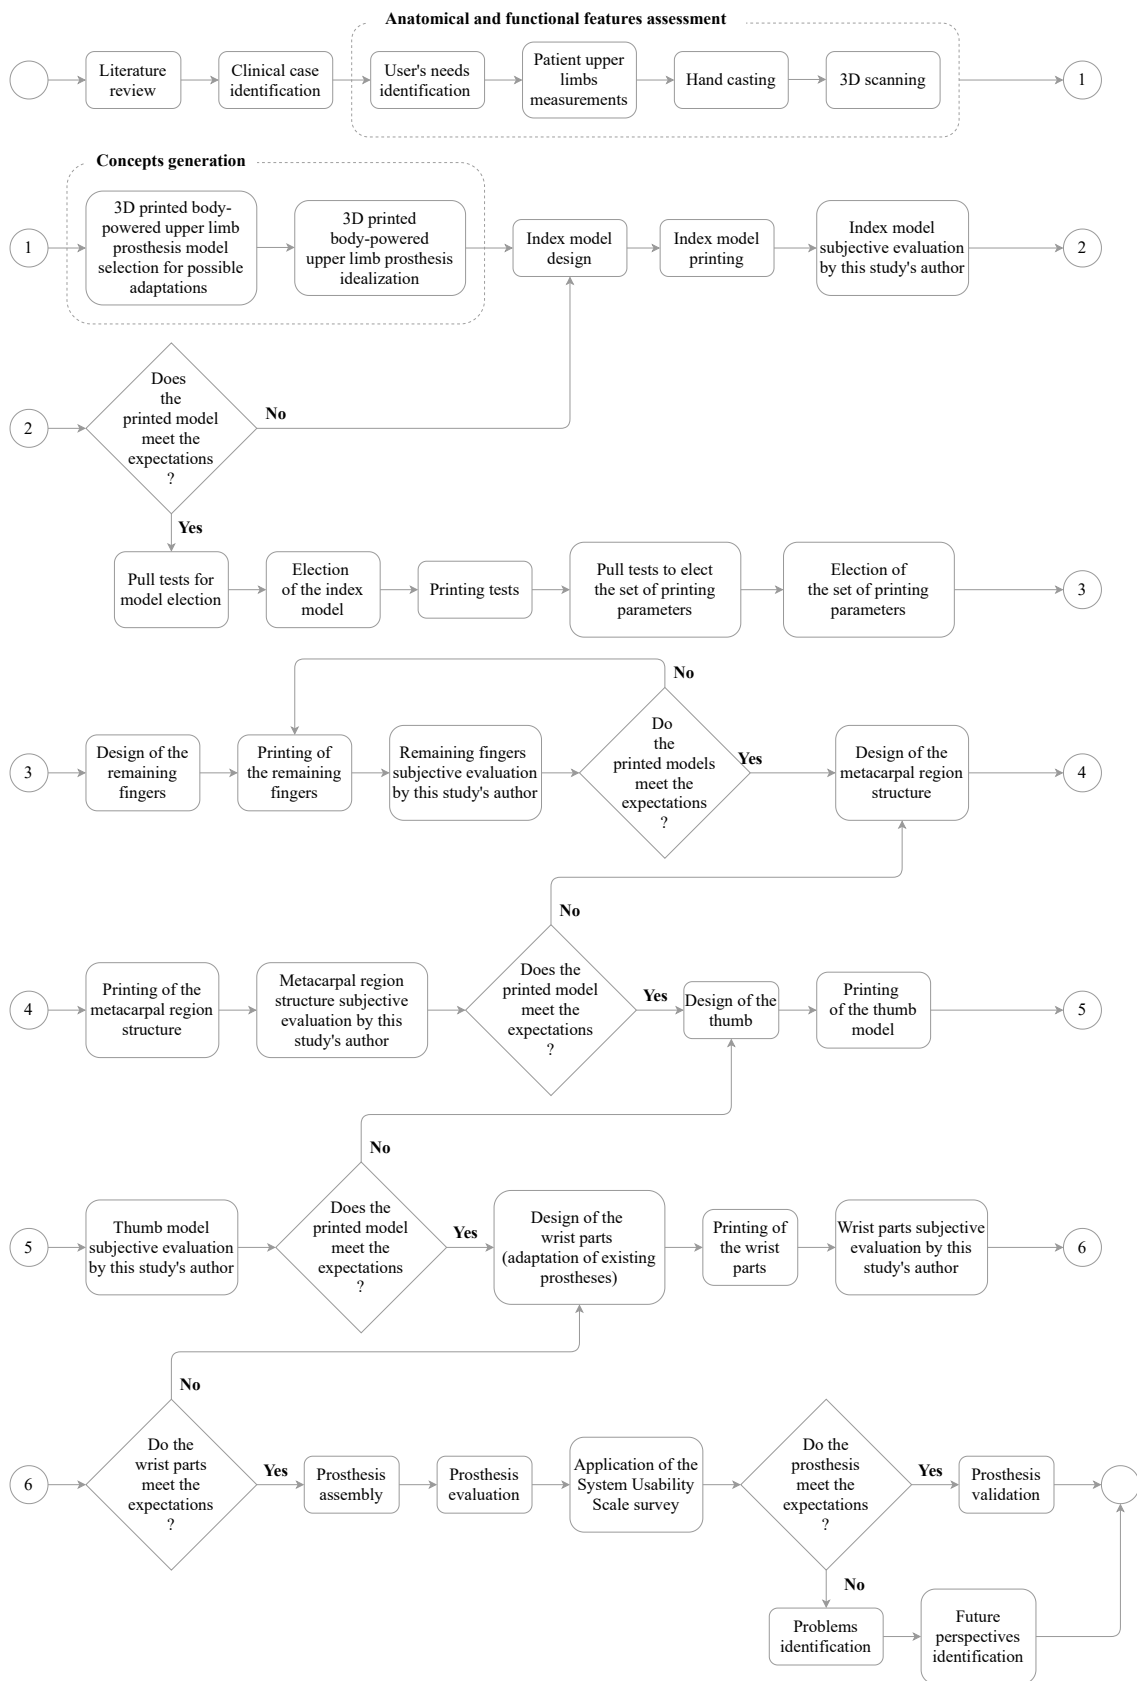 Anatomical and functional features assessment
Literature
review
Clinical case
identification
User's needs
identification
Patient upper
limbs
measurements
Hand casting
3D scanning
1
Concepts generation
1
3D printed body-
powered upper limb
prosthesis model
selection for possible
adaptations
3D printed
body-powered
upper limb prosthesis
idealization
Index model
design
Index model
printing
Index model
subjective evaluation
by this study's author
2
2
Does
the
printed model
meet the
expectations
?
No
Yes
Pull tests for
model election
Election
of the index
model
Printing tests
Pull tests to elect
the set of printing
parameters
Election of
the set of printing
parameters
3
3
Design of the
remaining
fingers
Printing of
the remaining
fingers
Remaining fingers
subjective evaluation
by this study's author
Do
the
printed models
meet the
expectations
?
No
Yes
Design of the
metacarpal region
structure
4
4
Printing of the
metacarpal region
structure
Metacarpal region
structure subjective
evaluation by this
study's author
Does the
printed model
meet the
expectations
?
No
Yes
Design of the
thumb
Printing
of the thumb
model
5
5
Thumb model
subjective evaluation
by this study's author
Does the
printed model
meet the
expectations
?
No
Yes
Design of the
wrist parts
(adaptation of existing
prostheses)
Printing of
the wrist
parts
Wrist parts subjective
evaluation by this
study's author
6
6
Do the
wrist parts
meet the
expectations
?
No
Yes
Prosthesis
assembly
Prosthesis
evaluation
Application of the
System Usability
Scale survey
Do the
prosthesis
meet the
expectations
?
Yes
Prosthesis
validation
No
Problems
identification
Future
perspectives
identification